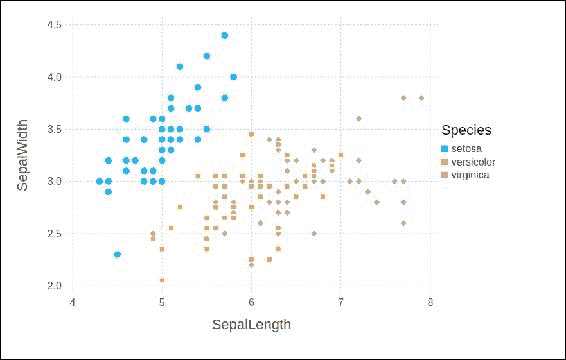 4.5
4.0
3.5
3.0
2.5
2.0
SepalWidth
4 5 6 7 8
SepalLength
Species
setosa
versicolor
virginica